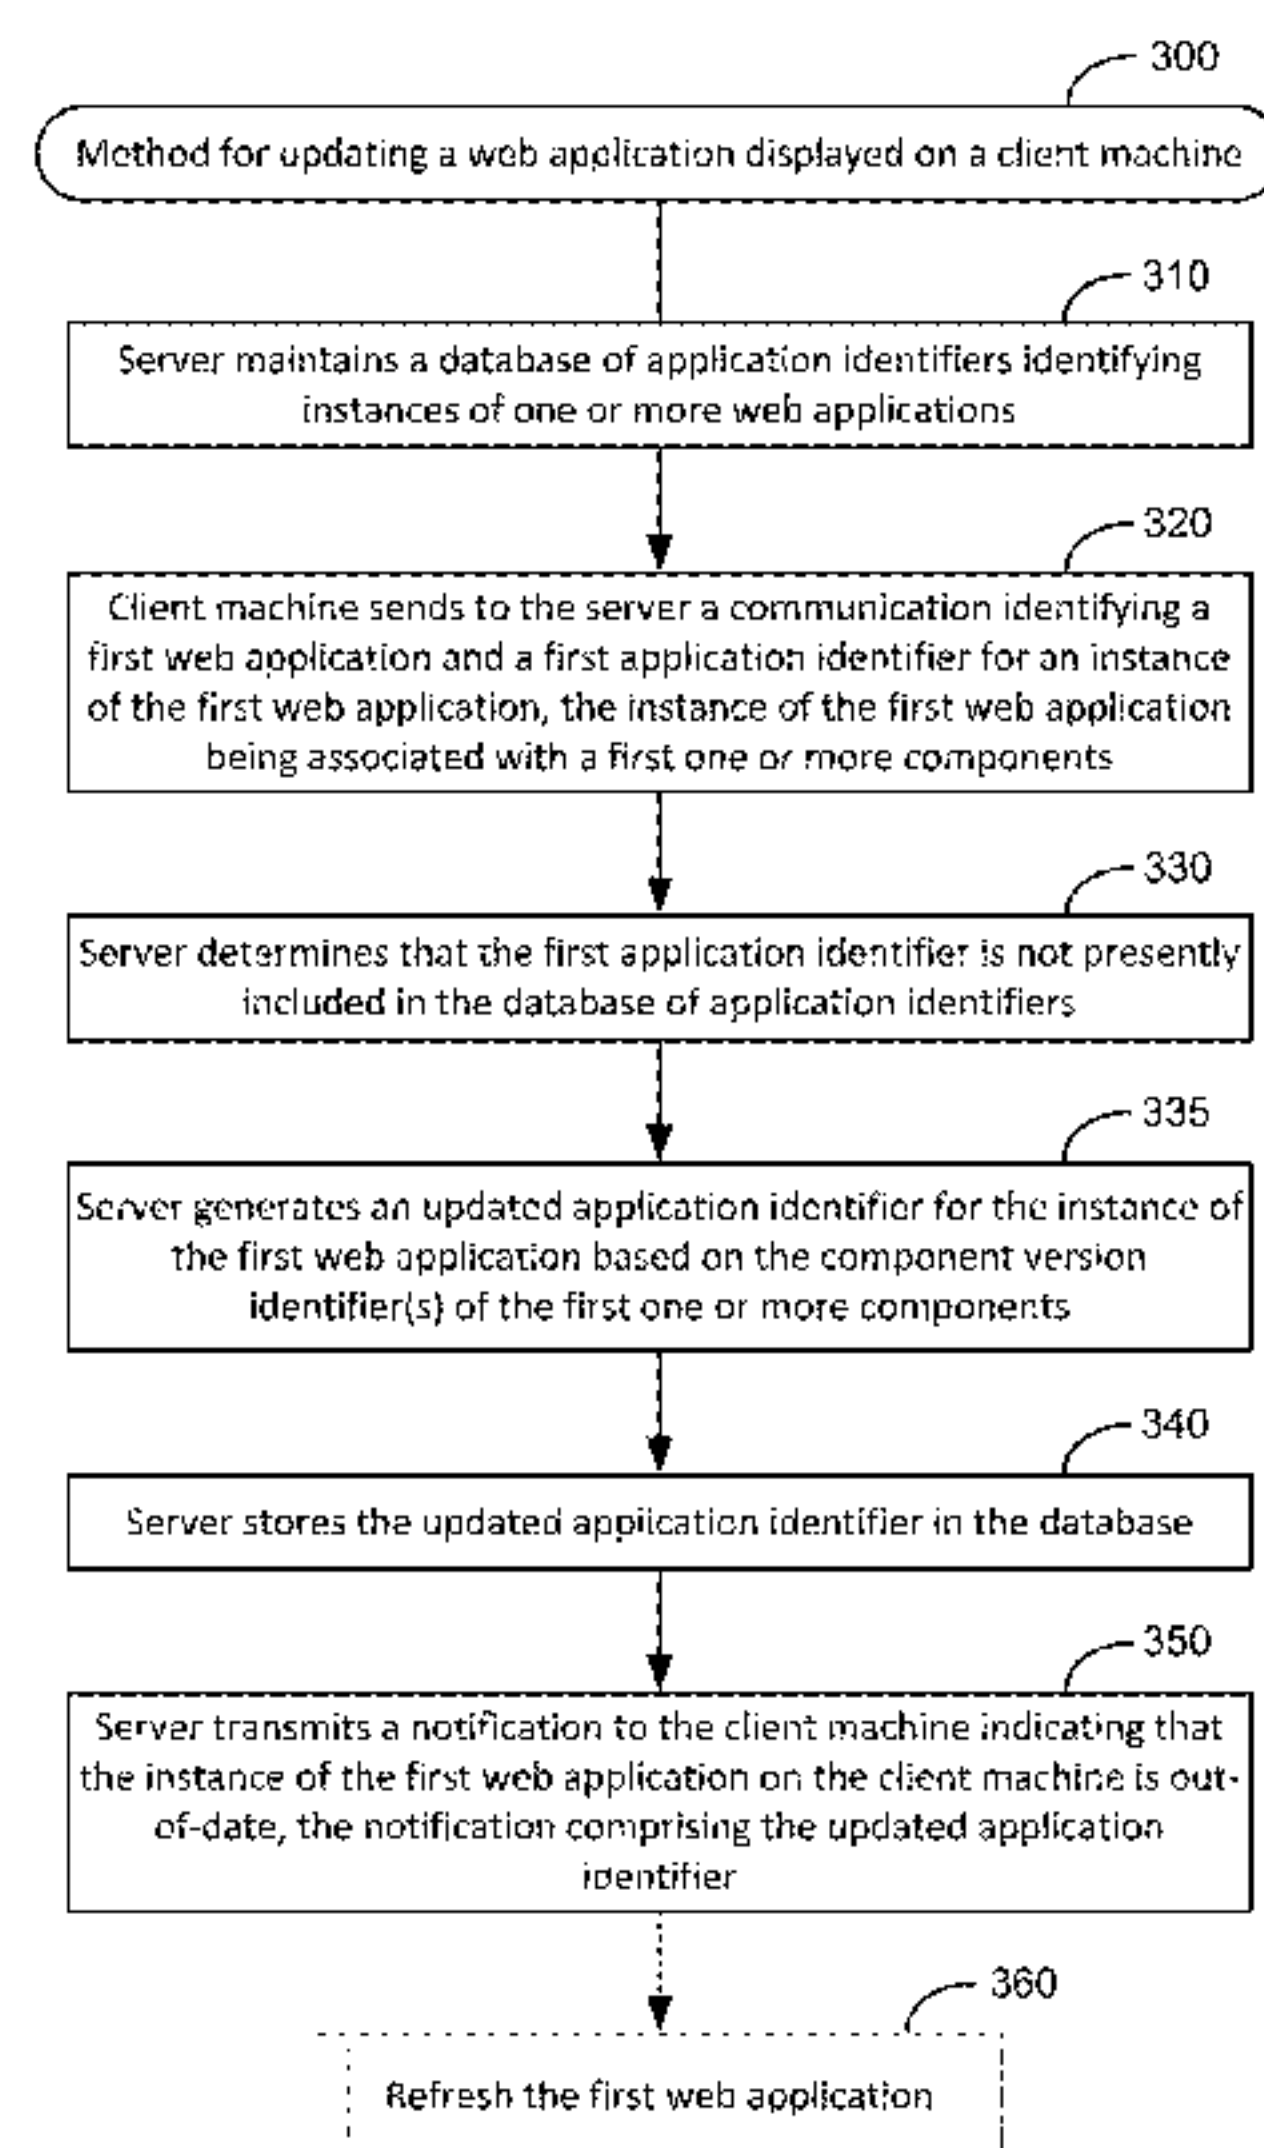 300
Method for updating a web application displayed on a client machine
310
Server maintains a database of application identifiers identifying
instances of one or more web applications
320
Client machine sends to the server a communication identifying a
first web application and a first application identifier for an instance
of the first web application, the instance of the first web application
being associated with a first one or more components
330
Server determines that the first application identifier is not presently
included in the database of application identifiers
335
Server generates an updated application identifier for the instance of
the first web application based on the component version
identifier(s) of the first one or more components
340
Server stores the updated application identifier in the database
350
Server transmits a notification to the client machine indicating that
the instance of the first web application on the client machine is out-
of-date, the notification comprising the updated application
identifier
360
Refresh the first web application